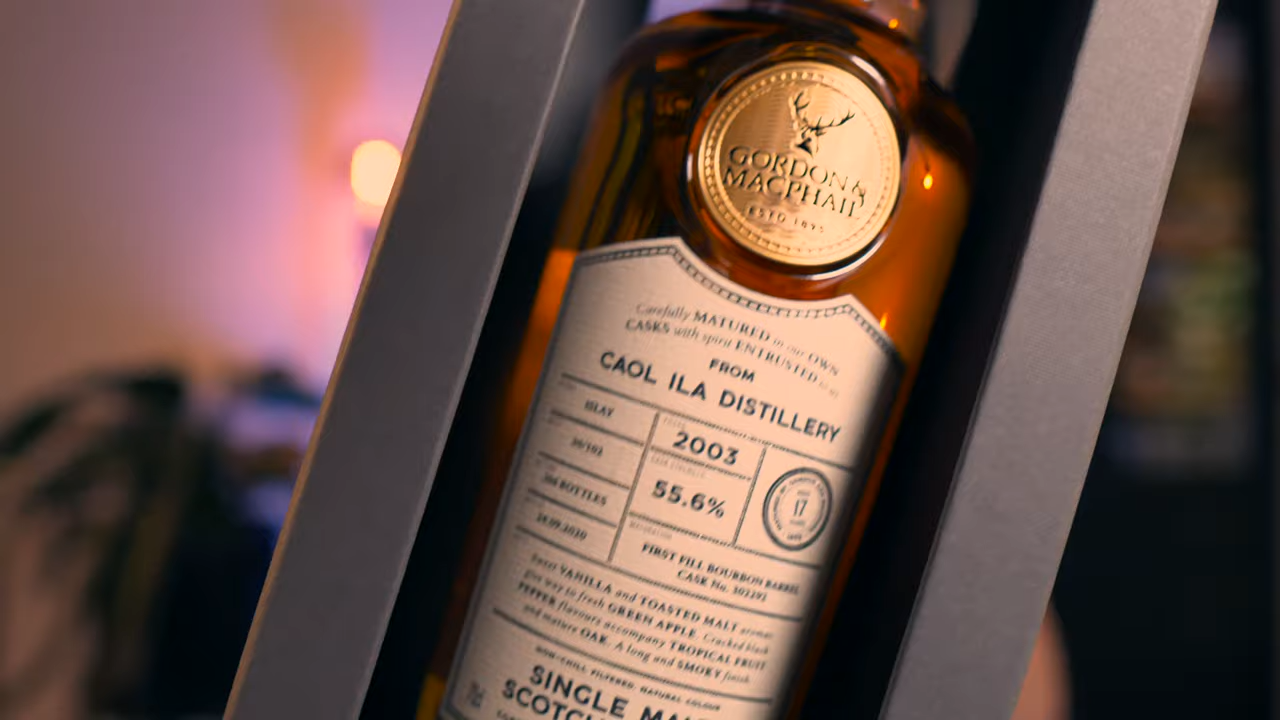 GORDON &
MACPHAIL
ESTD 1895
Carefully MATURED in our OWN
CASKS with spirit ENTRUSTED to us
FROM
CAOL ILA DISTILLERY
ISLAY
2003
55.6%
17
BOTTLES
24.09.2020
FIRST FILL BOURBON BARREL
CASK No. 302292
Sweet VANILLA and TOASTED MALT aromas
give way to fresh GREEN APPLE. Cracked black
PEPPER flavours accompany TROPICAL FRUIT
and mature OAK. A long and SMOKY finish.
NON-CHILL FILTERED. NATURAL COLOUR
SINGLE
SCOTCH